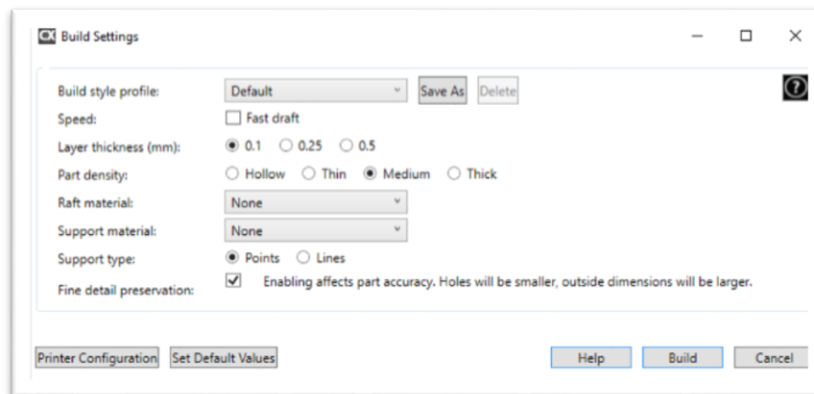 CX Build Settings
Build style profile: Default Save As Delete
Speed: Fast draft
Layer thickness (mm): 0.1 0.25 0.5
Part density: Hollow Thin Medium Thick
Raft material: None
Support material: None
Support type: Points Lines
Fine detail preservation: Enabling affects part accuracy. Holes will be smaller, outside dimensions will be larger.
Printer Configuration Set Default Values Help Build Cancel